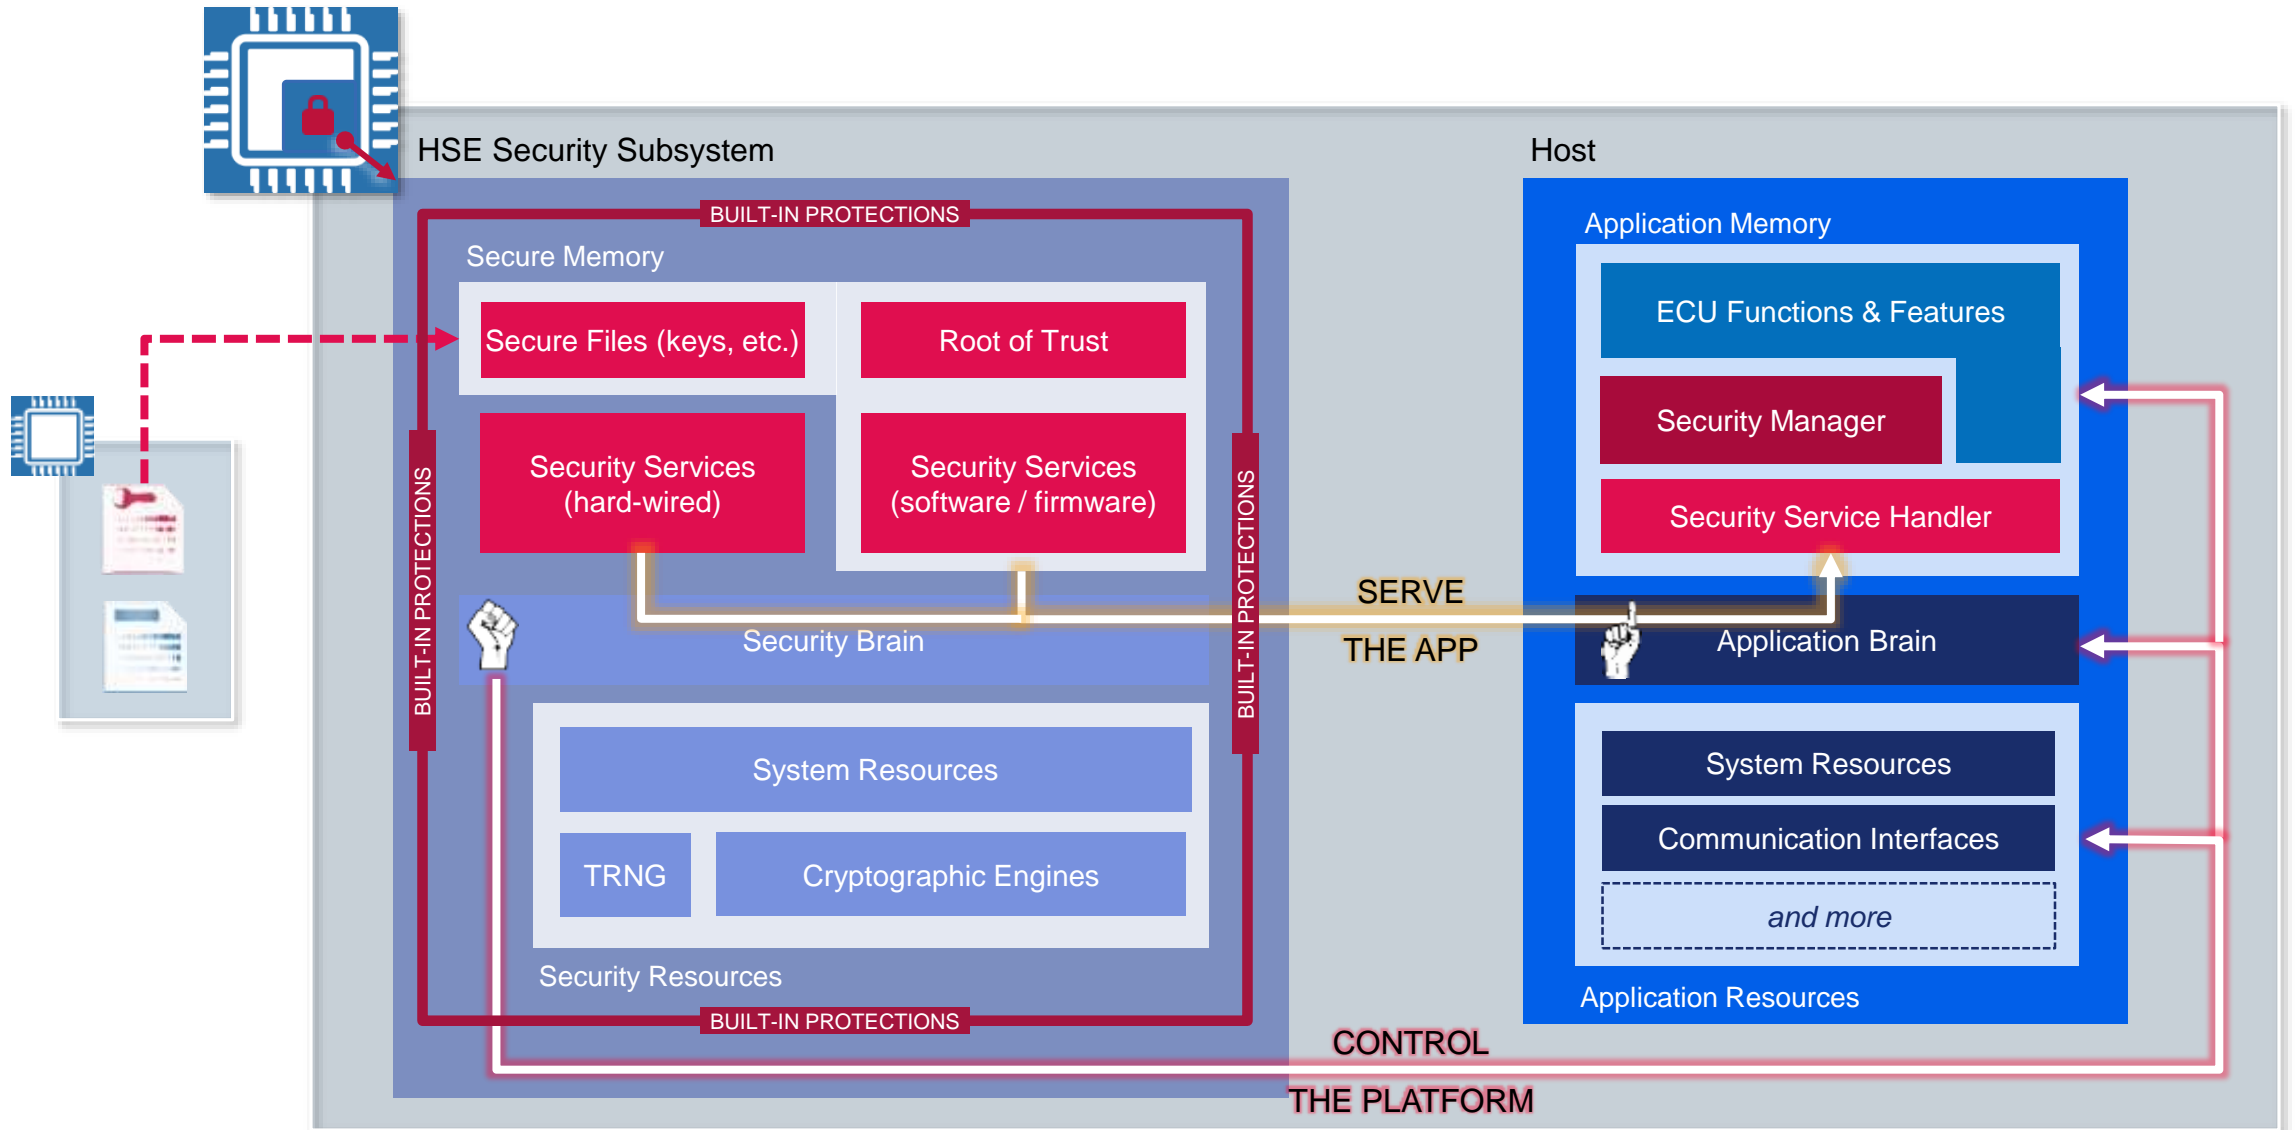 HSE Security Subsystem
Host
BUILT-IN PROTECTIONS
Secure Memory
Secure Files (keys, etc.)
Root of Trust
Security Services
(hard-wired)
Security Services
(software / firmware)
BUILT-IN PROTECTIONS
BUILT-IN PROTECTIONS
Security Brain
System Resources
TRNG
Cryptographic Engines
Security Resources
BUILT-IN PROTECTIONS
SERVE
THE APP
CONTROL
THE PLATFORM
Application Memory
ECU Functions & Features
Security Manager
Security Service Handler
Application Brain
System Resources
Communication Interfaces
and more
Application Resources